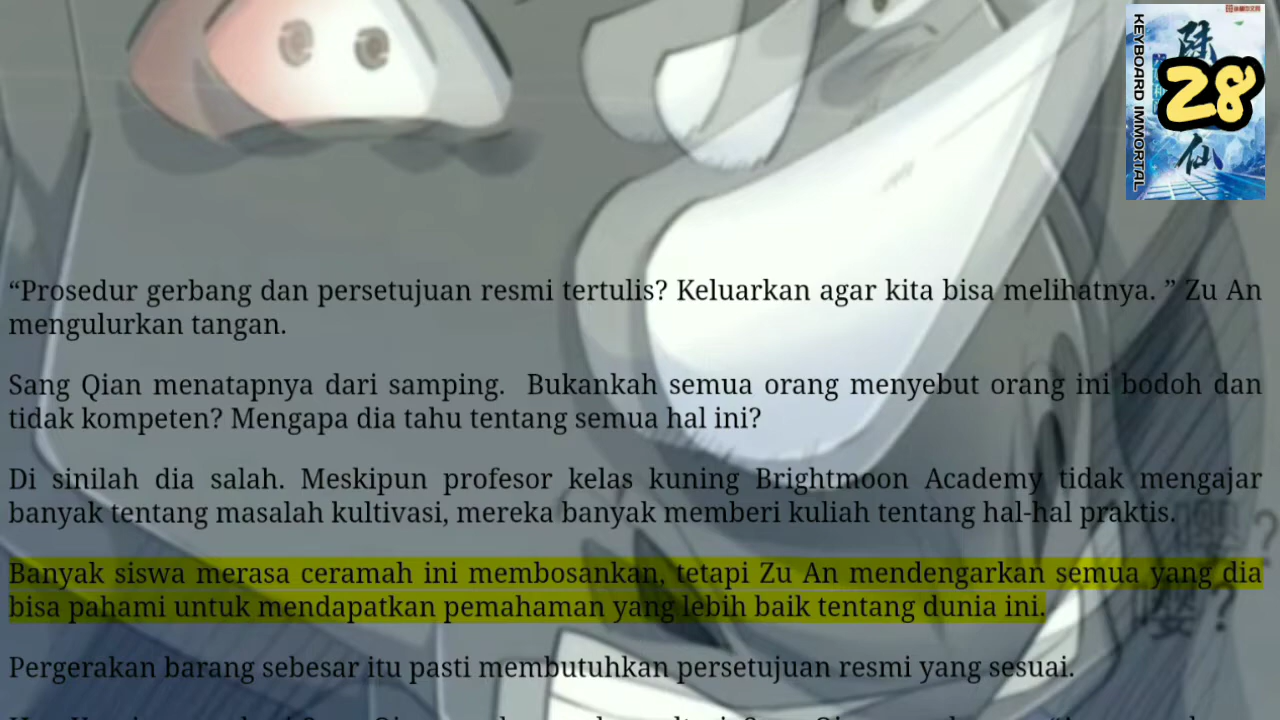 KEYBOARD IMMORTAL
陆
28
仙
“Prosedur gerbang dan persetujuan resmi tertulis? Keluarkan agar kita bisa melihatnya. ” Zu An
mengulurkan tangan.
Sang Qian menatapnya dari samping.  Bukankah semua orang menyebut orang ini bodoh dan
tidak kompeten? Mengapa dia tahu tentang semua hal ini?
Di sinilah dia salah. Meskipun profesor kelas kuning Brightmoon Academy tidak mengajar
banyak tentang masalah kultivasi, mereka banyak memberi kuliah tentang hal-hal praktis.
Banyak siswa merasa ceramah ini membosankan, tetapi Zu An mendengarkan semua yang dia
bisa pahami untuk mendapatkan pemahaman yang lebih baik tentang dunia ini.
Pergerakan barang sebesar itu pasti membutuhkan persetujuan resmi yang sesuai.